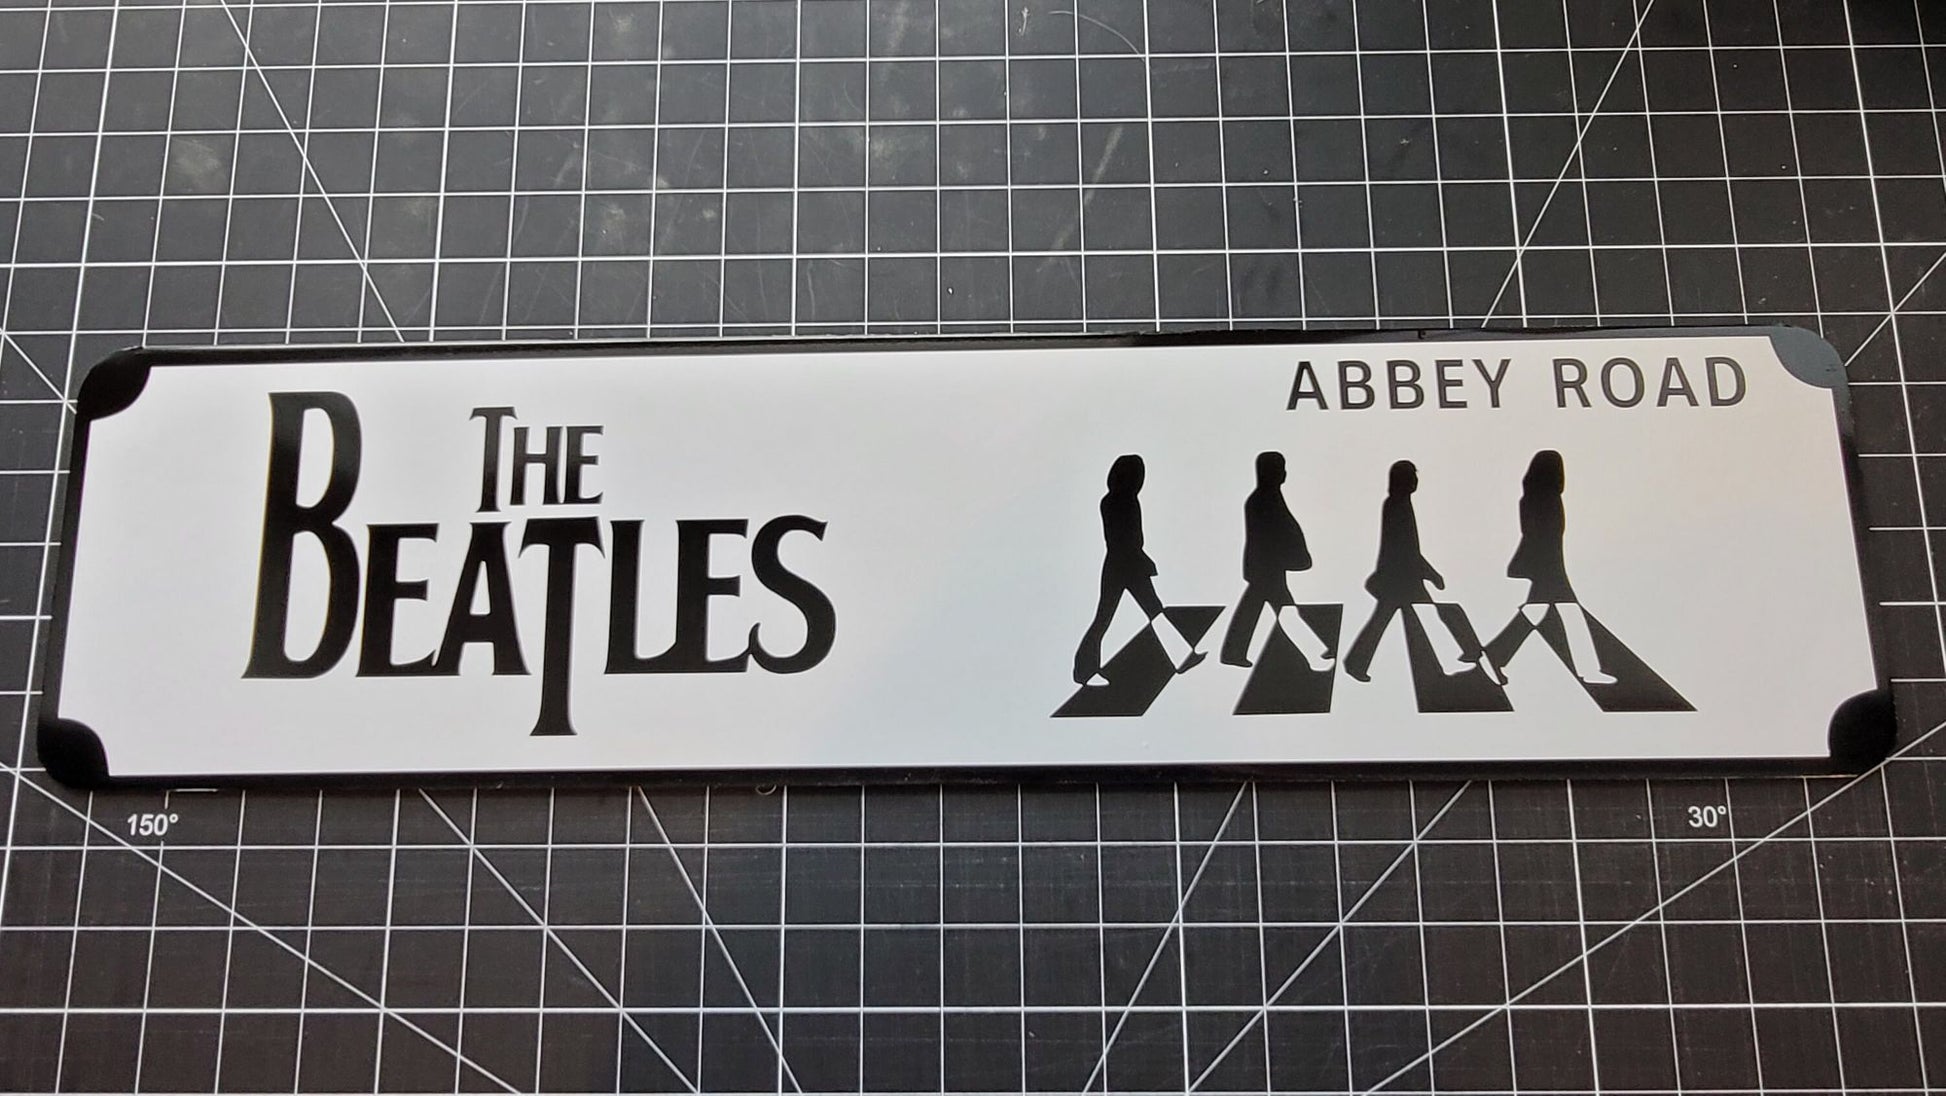 THE
BEATLES
ABBEY ROAD
150°
30°